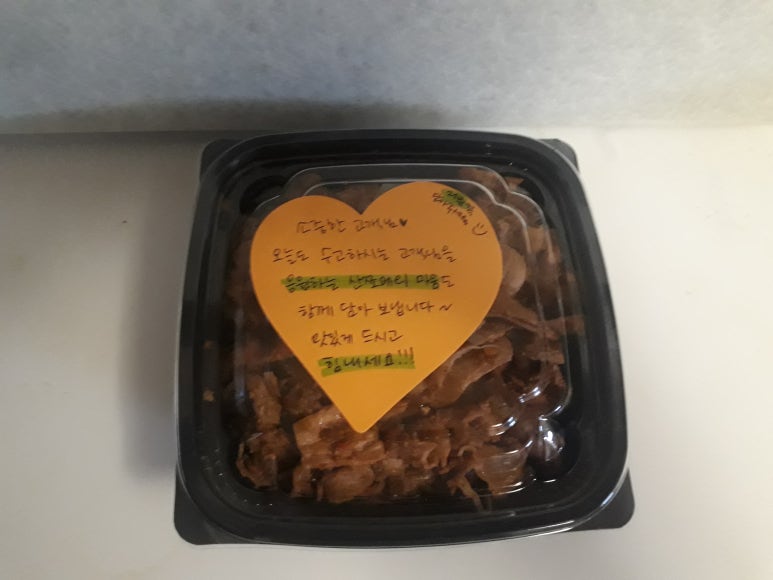 소중한 고객님♥
오늘도 수고하시는 고객님을
응원하는 산쪼메리 마음도
함께 담아 보냅니다~
맛있게 드시고
힘내세요!!!